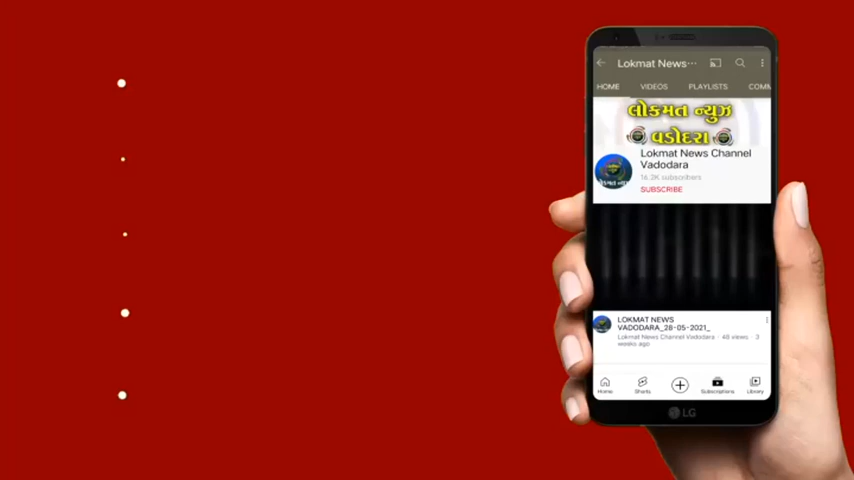 Lokmat News···
HOME VIDEOS PLAYLISTS COMM
લોકમત ન્યુઝ
વડોદરા
Lokmat News Channel
Vadodara
16.2K subscribers
SUBSCRIBE
LOKMAT NEWS
VADODARA_28-05-2021_
Lokmat News Channel Vadodara · 48 views · 3
weeks ago
Home Shorts Subscriptions Library
LG